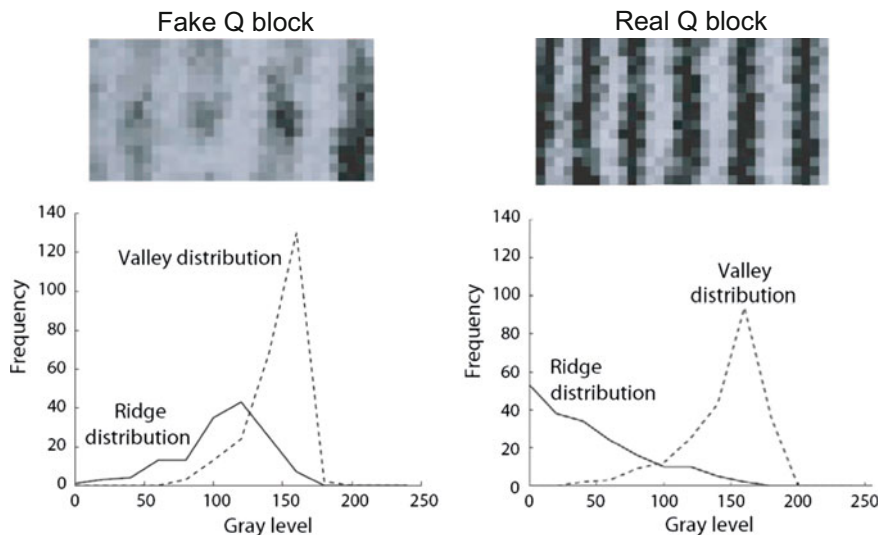 Fake Q block
Real Q block
140
120
100
80
60
40
20
0
Frequency
Valley distribution
Ridge
distribution
0
50
100
150
200
250
Gray level
140
120
100
80
60
40
20
0
Frequency
Valley
distribution
Ridge
distribution
0
50
100
150
200
250
Gray level